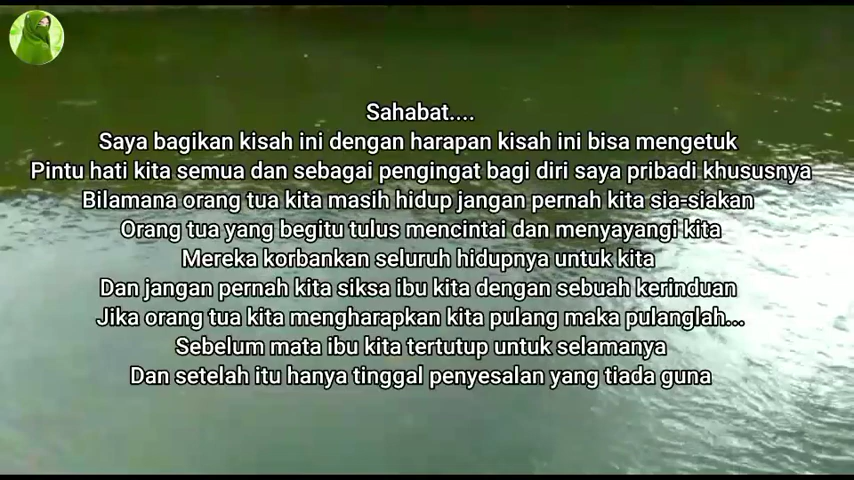 Sahabat....
Saya bagikan kisah ini dengan harapan kisah ini bisa mengetuk
Pintu hati kita semua dan sebagai pengingat bagi diri saya pribadi khususnya
Bilamana orang tua kita masih hidup jangan pernah kita sia-siakan
Orang tua yang begitu tulus mencintai dan menyayangi kita
Mereka korbankan seluruh hidupnya untuk kita
Dan jangan pernah kita siksa ibu kita dengan sebuah kerinduan
Jika orang tua kita mengharapkan kita pulang maka pulanglah...
Sebelum mata ibu kita tertutup untuk selamanya
Dan setelah itu hanya tinggal penyesalan yang tiada guna